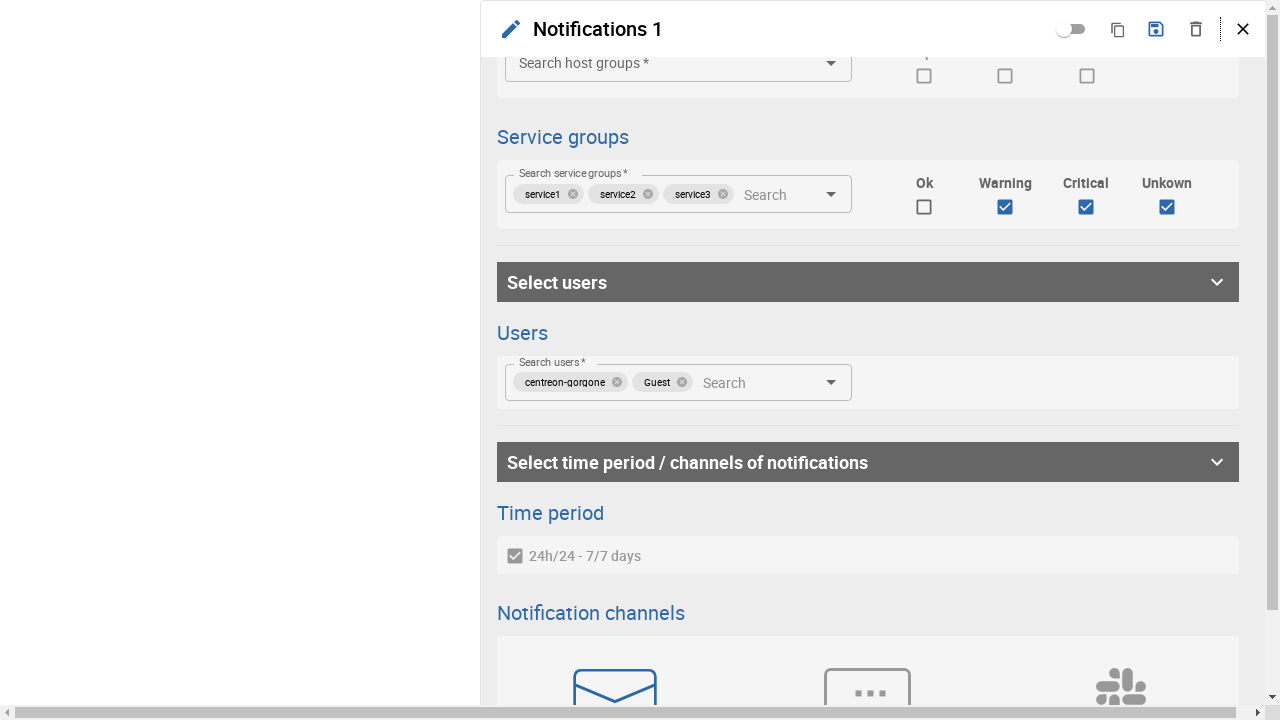 Notifications 1
Search host groups *
Service groups
Search service groups *
service1 service2 service3 Search
Ok Warning Critical Unkown
Select users
Users
Search users *
centreon-gorgone Guest Search
Select time period / channels of notifications
Time period
24h/24 - 7/7 days
Notification channels